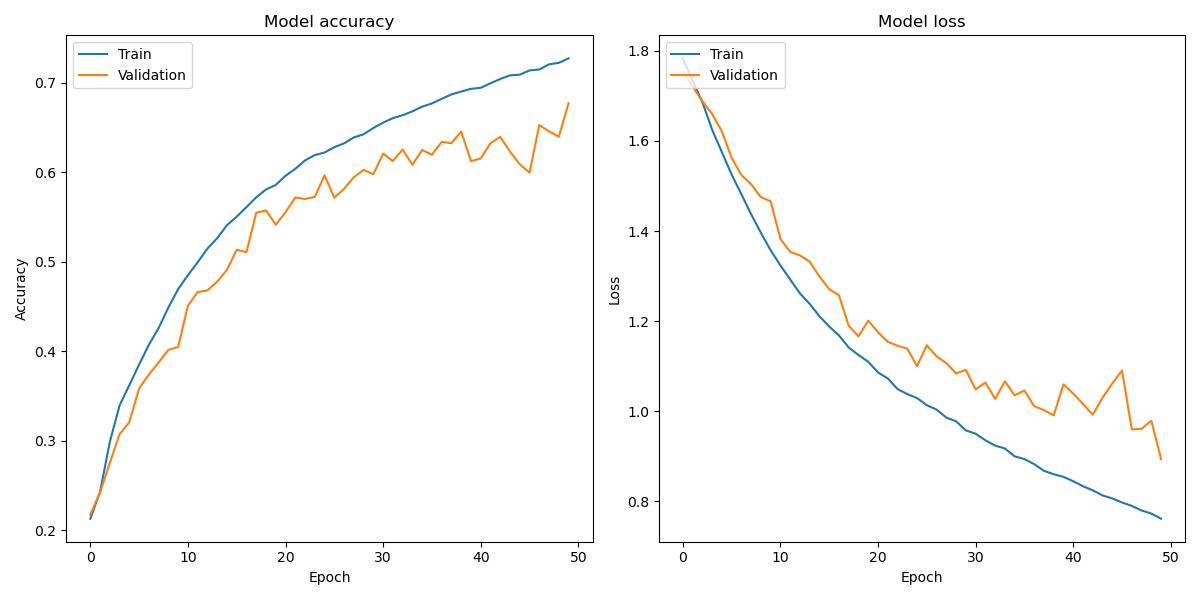 Model accuracy
Train
Validation
0.7
0.6
0.5
0.4
0.3
0.2
Accuracy
0 10 20 30 40 50
Epoch
Model loss
Train
Validation
1.8
1.6
1.4
1.2
1.0
0.8
Loss
0 10 20 30 40 50
Epoch